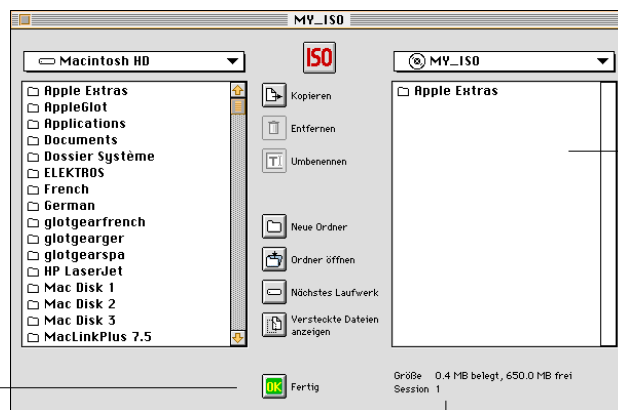 MY_ISO
Macintosh HD
ISO
MY_ISO
Apple Extras
AppleGlot
Applications
Documents
Dossier Système
ELEKTROS
French
German
glotgearfrench
glotgearger
glotgearspa
HP LaserJet
Mac Disk 1
Mac Disk 2
Mac Disk 3
MacLinkPlus 7.5
Kopieren
Entfernen
Umbenennen
Neue Ordner
Ordner öffnen
Nächstes Laufwerk
Versteckte Dateien
anzeigen
OK Fertig
Apple Extras
Größe 0.4 MB belegt, 650.0 MB frei
Session 1